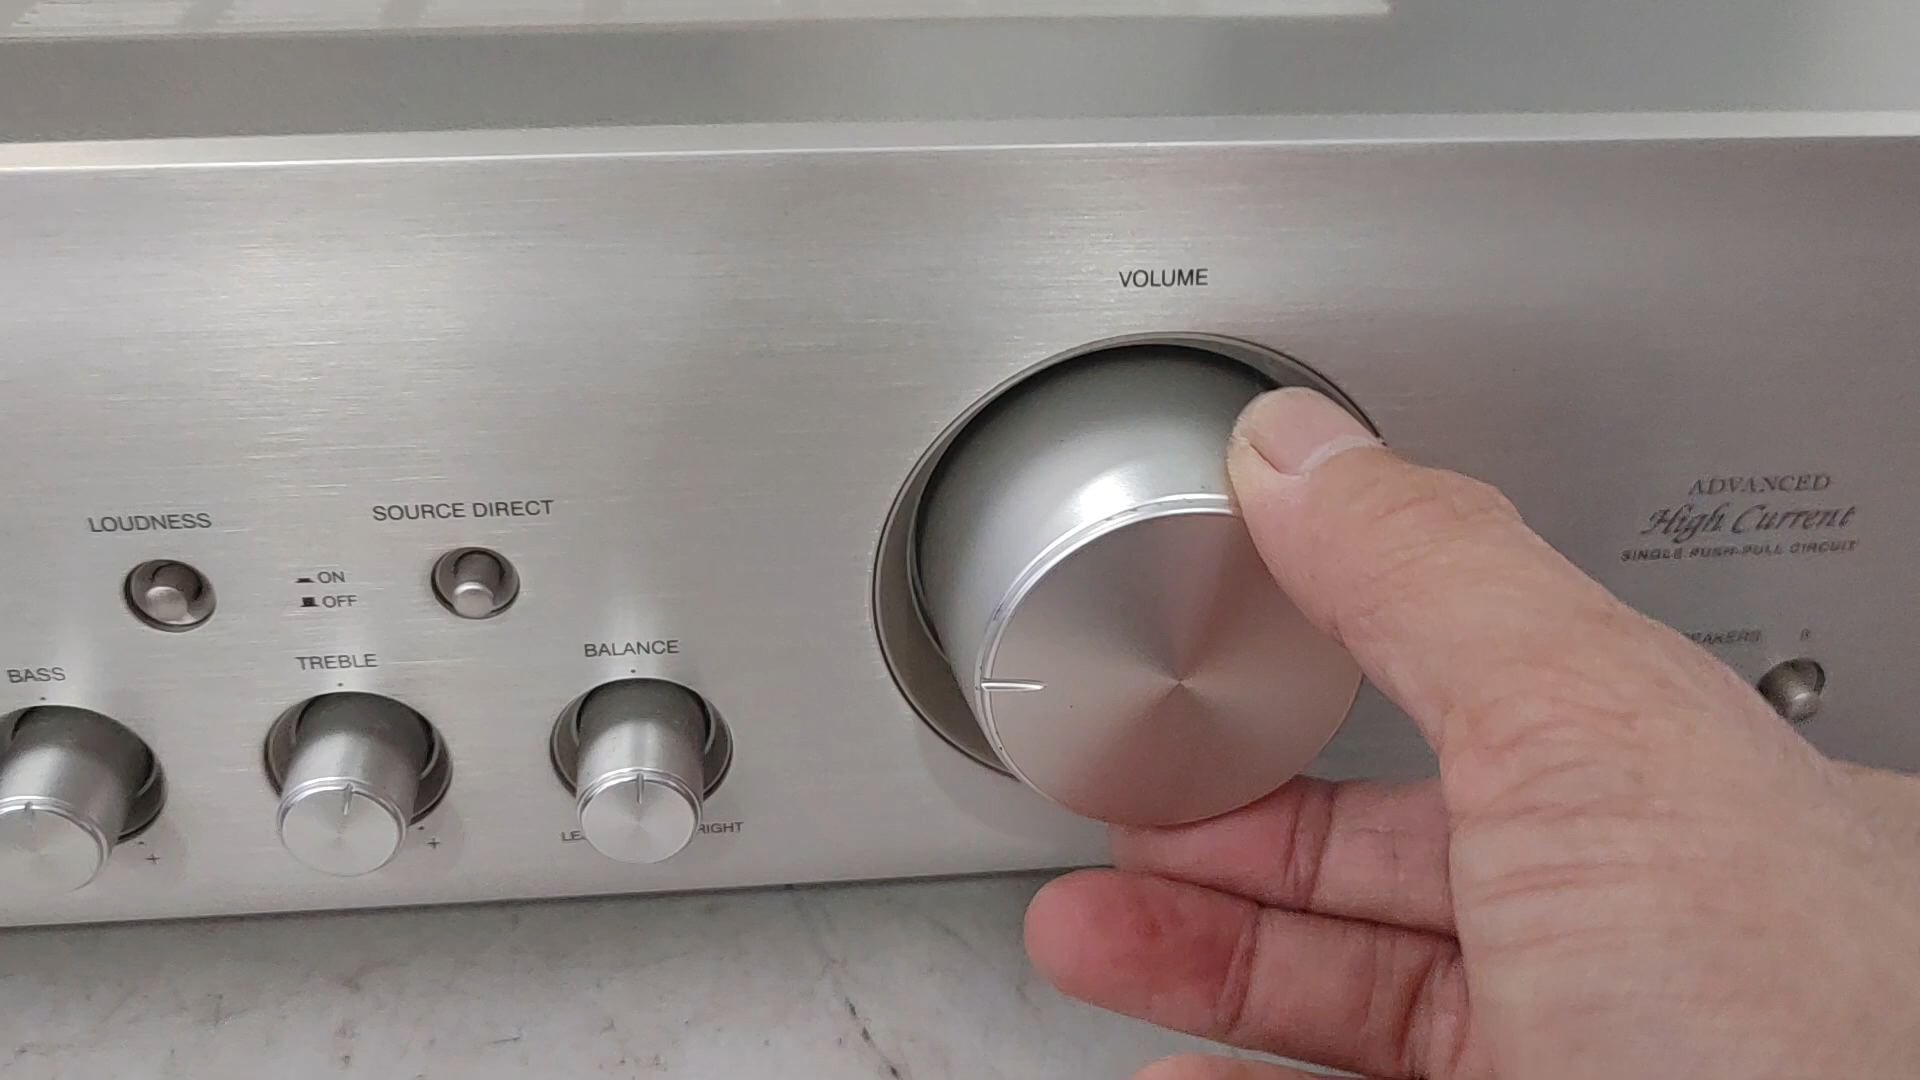 VOLUME
ADVANCED
High Current
SINGLE PUSH-PULL CIRCUIT
LOUDNESS
SOURCE DIRECT
ON
OFF
B
BASS
TREBLE
BALANCE
+
+
RIGHT